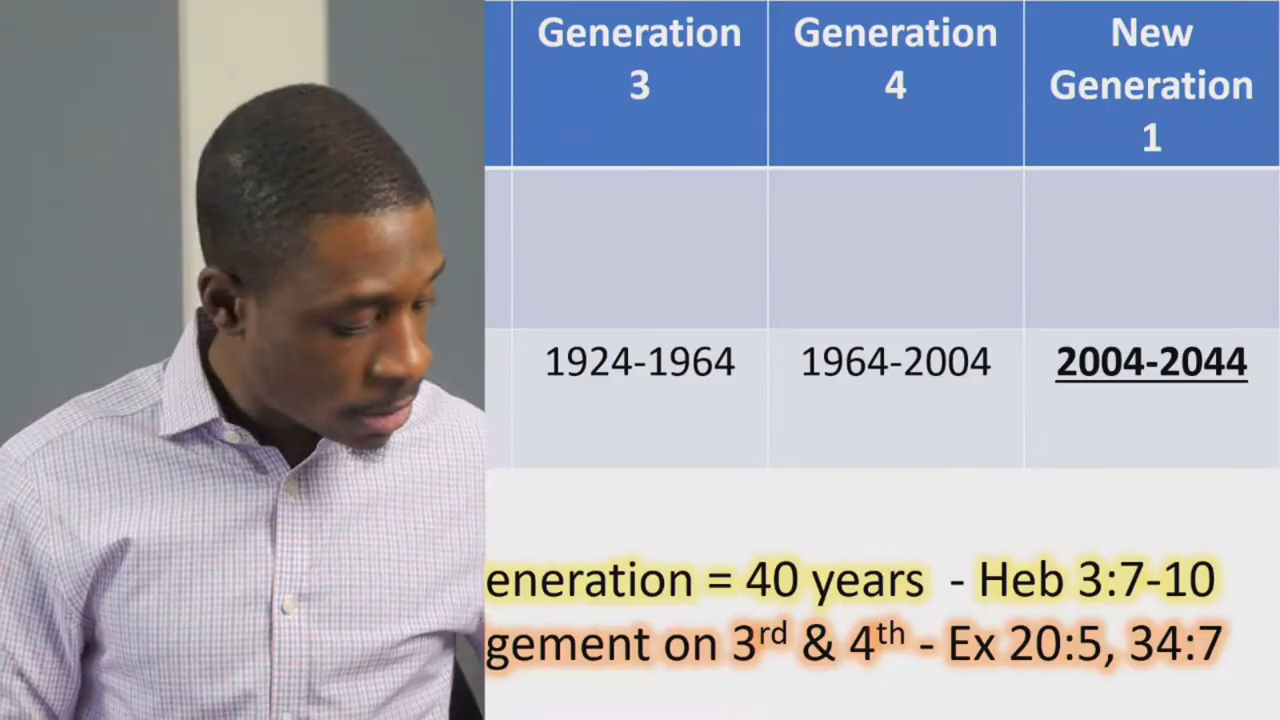 Generation
3
Generation
4
New
Generation
1
1924-1964
1964-2004
2004-2044
eneration = 40 years - Heb 3:7-10
gement on 3rd & 4th - Ex 20:5, 34:7